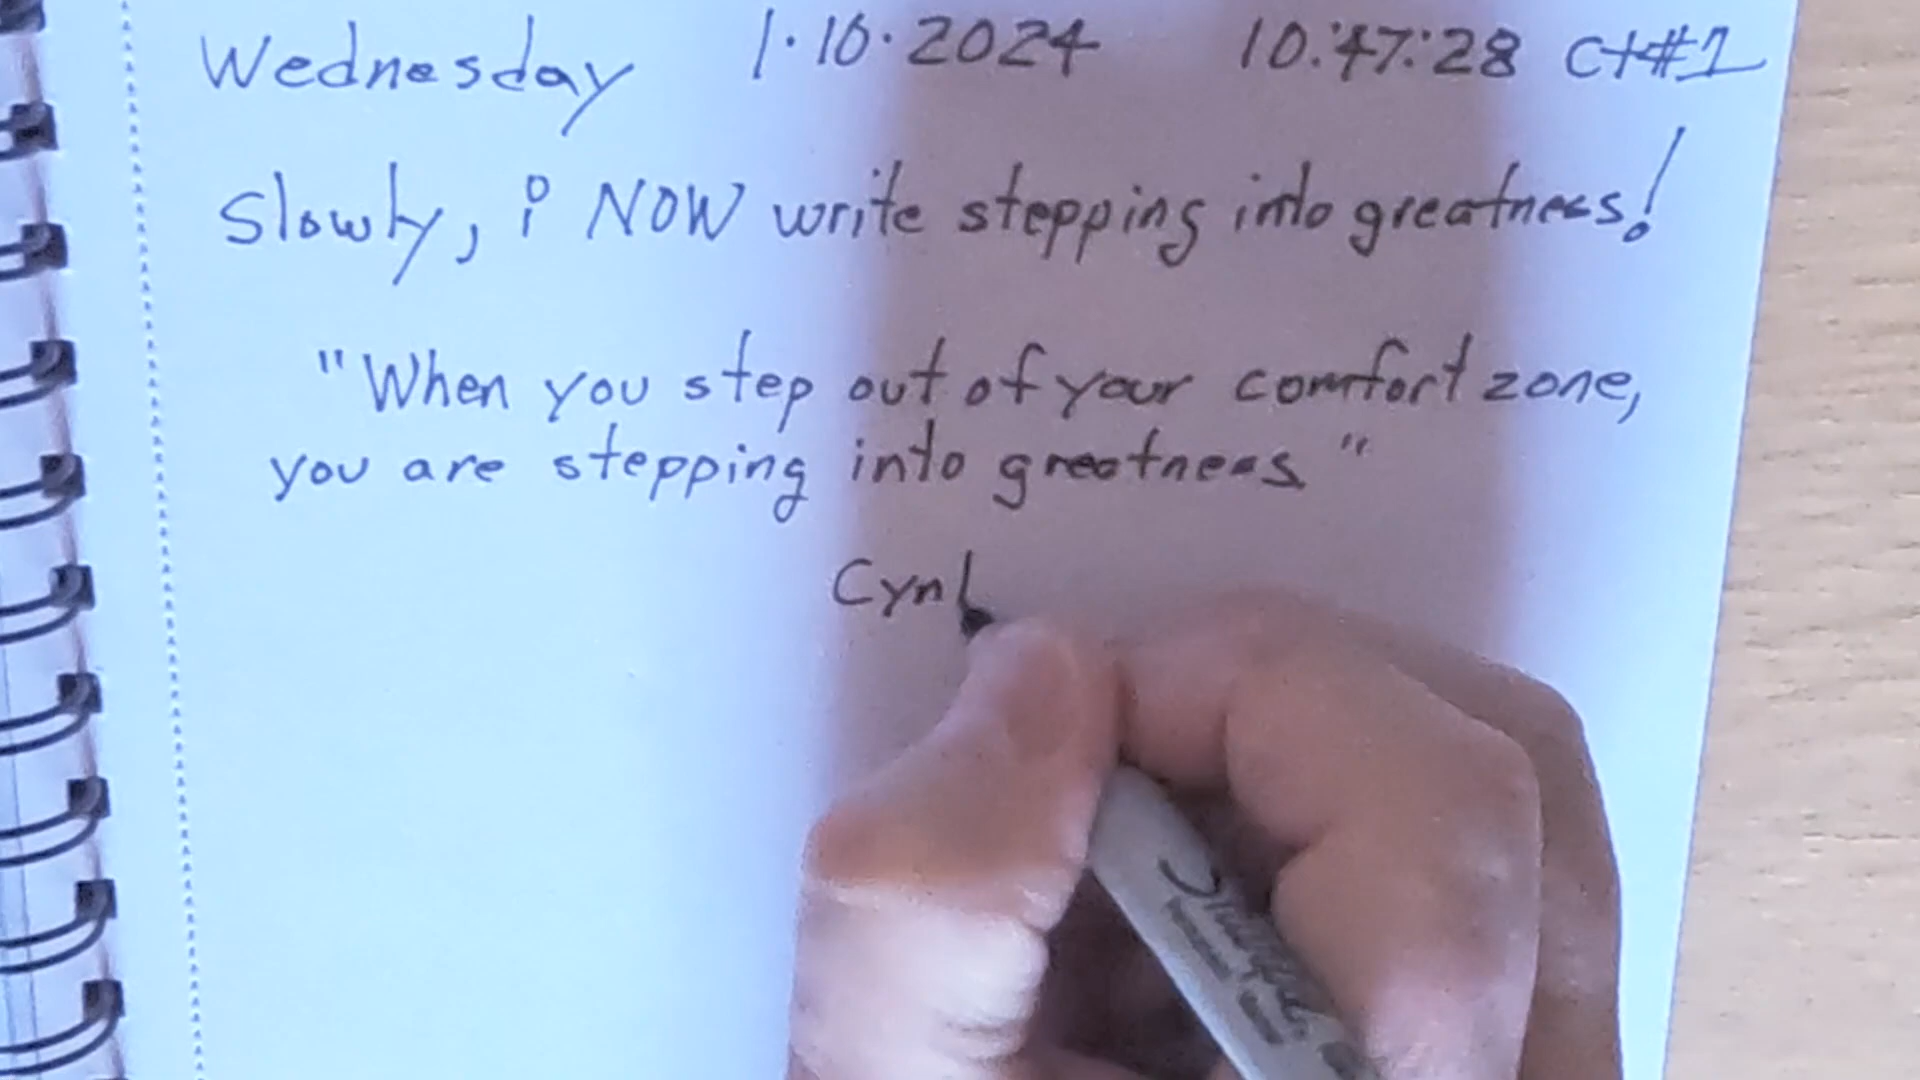 Wednesday 1.10.2024 10:47:28 Ct#1
Slowly, i NOW write stepping into greatness!
"When you step out of your comfort zone,
you are stepping into greatness"
Cyn
Sharpie